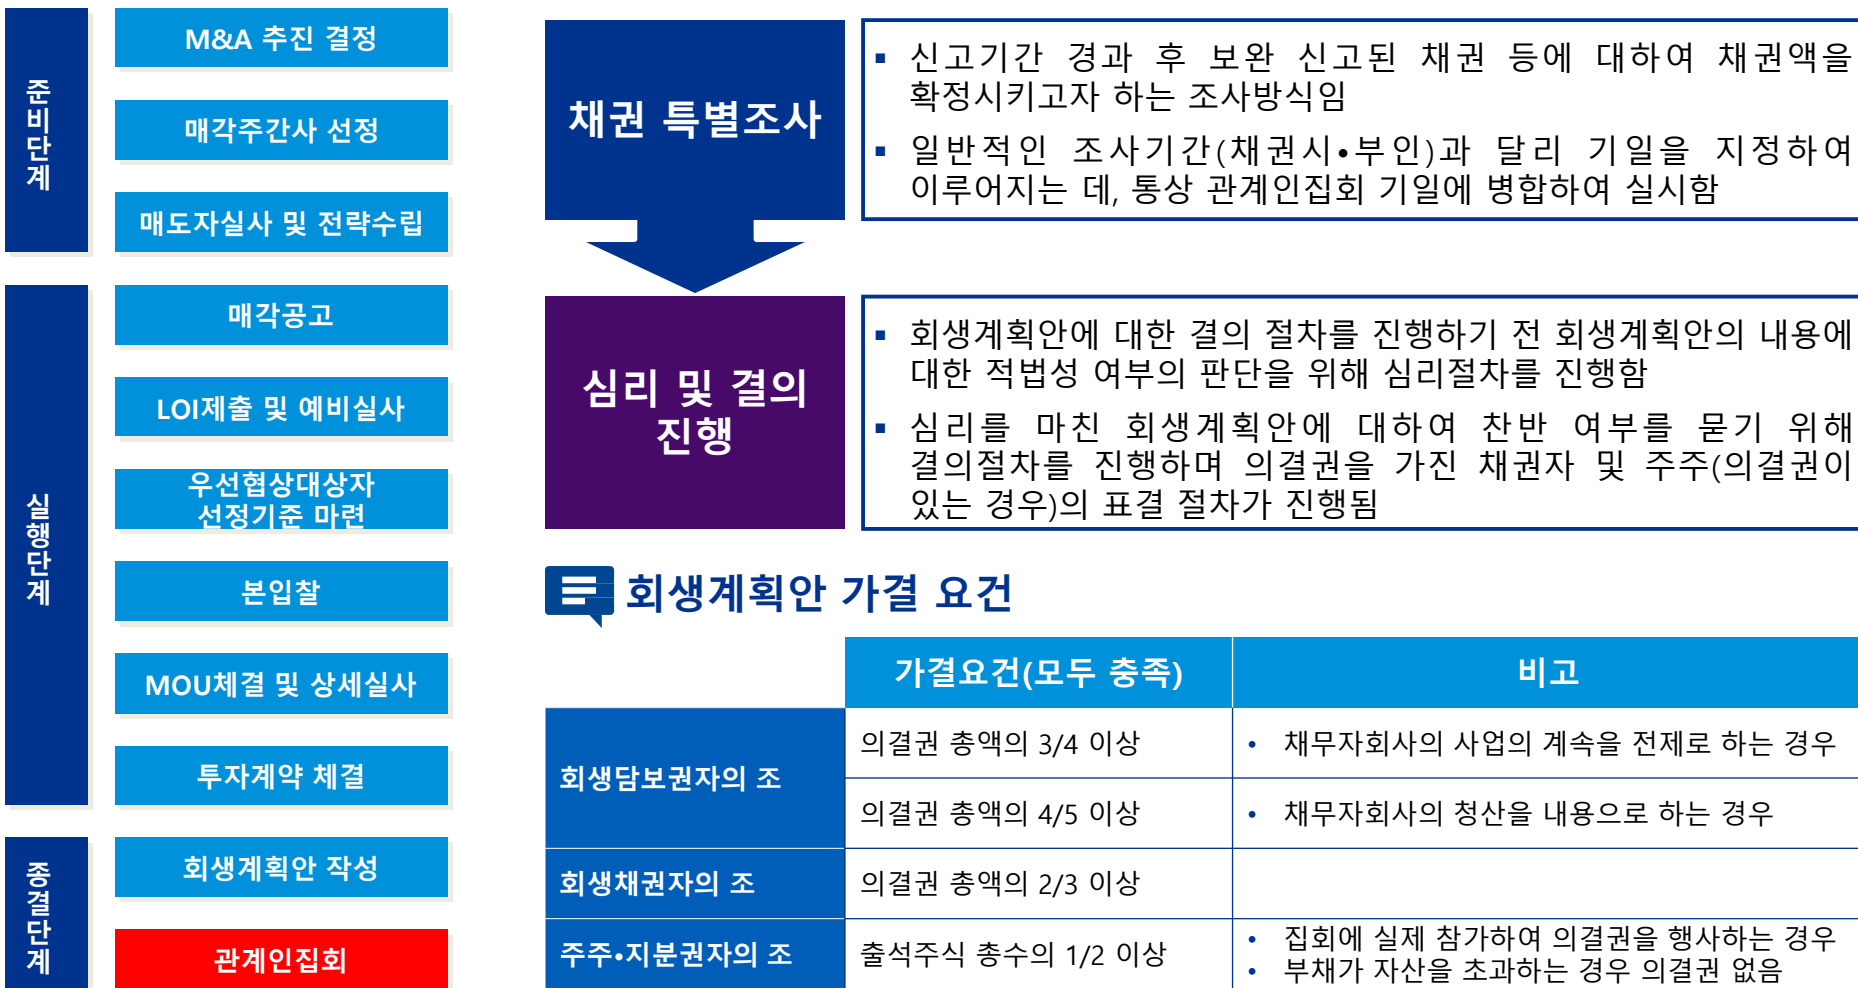 준비단계
M&A 추진 결정
매각주간사 선정
매도자실사 및 전략수립
실행단계
매각공고
LOI제출 및 예비실사
우선협상대상자
선정기준 마련
본입찰
MOU체결 및 상세실사
투자계약 체결
종결단계
회생계획안 작성
관계인집회
채권 특별조사
▪ 신고기간 경과 후 보완 신고된 채권 등에 대하여 채권액을
확정시키고자 하는 조사방식임
▪ 일반적인 조사기간(채권시•부인)과 달리 기일을 지정하여
이루어지는 데, 통상 관계인집회 기일에 병합하여 실시함
심리 및 결의
진행
▪ 회생계획안에 대한 결의 절차를 진행하기 전 회생계획안의 내용에
대한 적법성 여부의 판단을 위해 심리절차를 진행함
▪ 심리를 마친 회생계획안에 대하여 찬반 여부를 묻기 위해
결의절차를 진행하며 의결권을 가진 채권자 및 주주(의결권이
있는 경우)의 표결 절차가 진행됨
회생계획안 가결 요건
가결요건(모두 충족) 비고
회생담보권자의 조
의결권 총액의 3/4 이상 • 채무자회사의 사업의 계속을 전제로 하는 경우
의결권 총액의 4/5 이상 • 채무자회사의 청산을 내용으로 하는 경우
회생채권자의 조 의결권 총액의 2/3 이상
주주•지분권자의 조 출석주식 총수의 1/2 이상
• 집회에 실제 참가하여 의결권을 행사하는 경우
• 부채가 자산을 초과하는 경우 의결권 없음